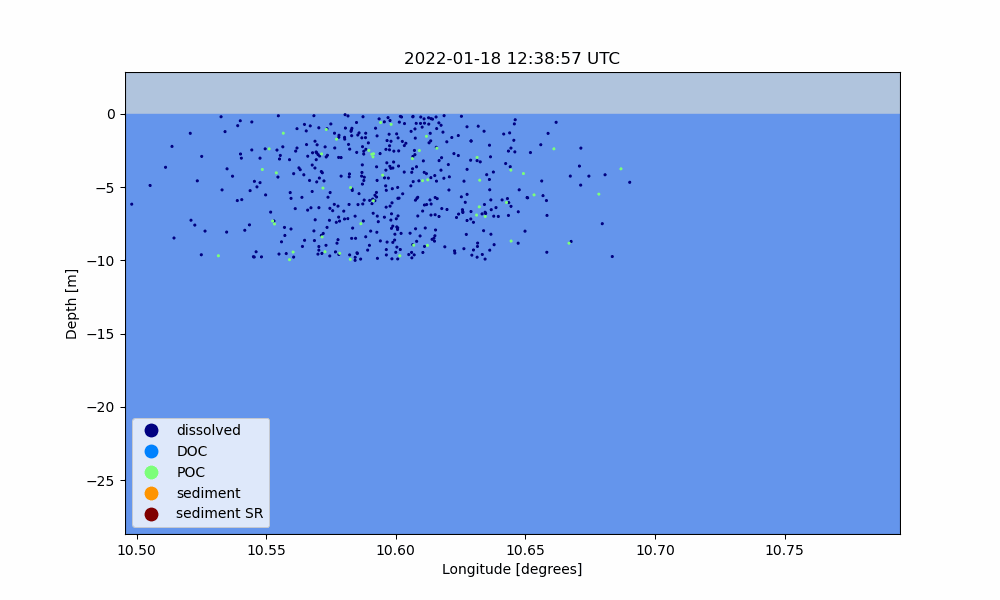 2022-01-18 12:38:57 UTC
0
−5
−10
−15
−20
−25
Depth [m]
dissolved
DOC
POC
sediment
sediment SR
10.50 10.55 10.60 10.65 10.70 10.75
Longitude [degrees]